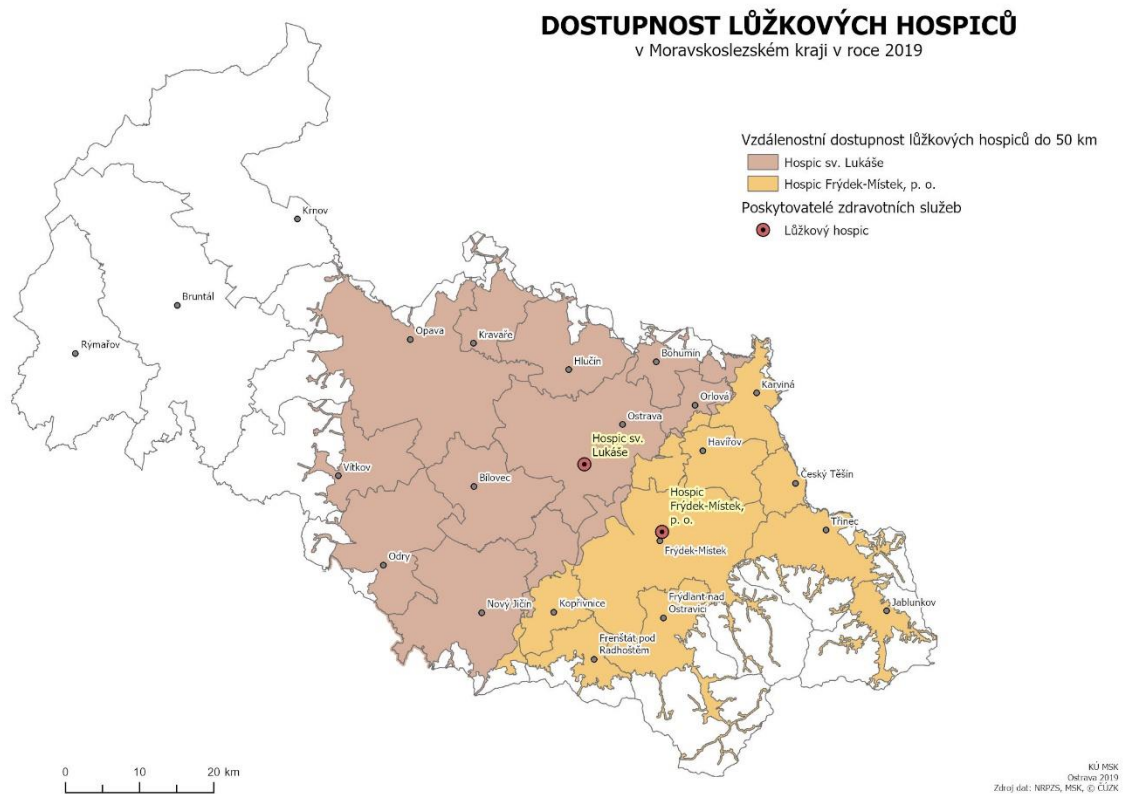 DOSTUPNOST LŮŽKOVÝCH HOSPICŮ
v Moravskoslezském kraji v roce 2019
Vzdálenostní dostupnost lůžkových hospiců do 50 km
Hospic sv. Lukáše
Hospic Frýdek-Místek, p. o.
Poskytovatelé zdravotních služeb
Lůžkový hospic
Krnov
Bruntál
Rýmařov
Opava
Kravaře
Hlučín
Bohumín
Karviná
Orlová
Ostrava
Hospic sv.
Lukáše
Havířov
Vítkov
Bílovec
Český Těšín
Hospic
Frýdek-Místek,
p. o.
Třinec
Frýdek-Místek
Odry
Nový Jičín
Kopřivnice
Frýdlant nad
Ostravicí
Jablunkov
Frenštát pod
Radhoštěm
0 10 20 km
KÚ MSK
Ostrava 2019
Zdroj dat: NRPZS, MSK, © ČÚZK